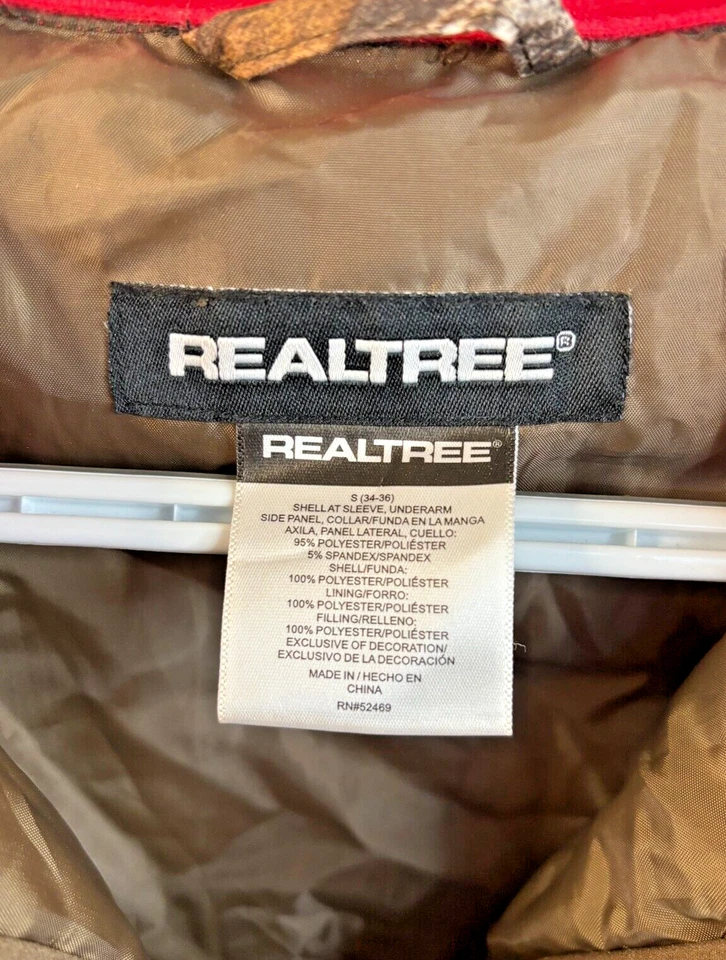 REALTREE®
REALTREE®
S (34-36)
SHELL AT SLEEVE, UNDERARM
SIDE PANEL, COLLAR/FUNDA EN LA MANGA
AXILA, PANEL LATERAL, CUELLO:
95% POLYESTER/POLIÉSTER
5% SPANDEX/SPANDEX
SHELL/FUNDA:
100% POLYESTER/POLIÉSTER
LINING/FORRO:
100% POLYESTER/POLIÉSTER
FILLING/RELLENO:
100% POLYESTER/POLIÉSTER
EXCLUSIVE OF DECORATION/
EXCLUSIVO DE LA DECORACIÓN
MADE IN / HECHO EN
CHINA
RN#52469